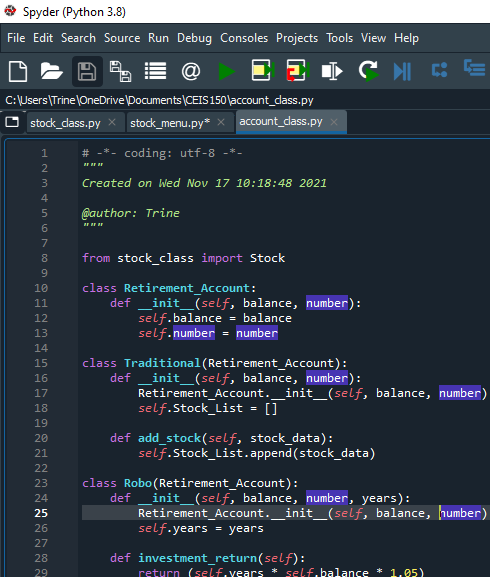 Spyder (Python 3.8)
File Edit Search Source Run Debug Consoles Projects Tools View Help
C:\Users\Trine\OneDrive\Documents\CEIS150\account_class.py
stock_class.py stock_menu.py* account_class.py
1 # -*- coding: utf-8 -*-
2 """
3 Created on Wed Nov 17 10:18:48 2021
4
5 @author: Trine
6 """
7
8 from stock_class import Stock
9
10 class Retirement_Account:
11 def __init__(self, balance, number):
12 self.balance = balance
13 self.number = number
14
15 class Traditional(Retirement_Account):
16 def __init__(self, balance, number):
17 Retirement_Account.__init__(self, balance, number)
18 self.Stock_List = []
19
20 def add_stock(self, stock_data):
21 self.Stock_List.append(stock_data)
22
23 class Robo(Retirement_Account):
24 def __init__(self, balance, number, years):
25 Retirement_Account.__init__(self, balance, number)
26 self.years = years
27
28 def investment_return(self):
29 return (self.years * self.balance * 1.05)